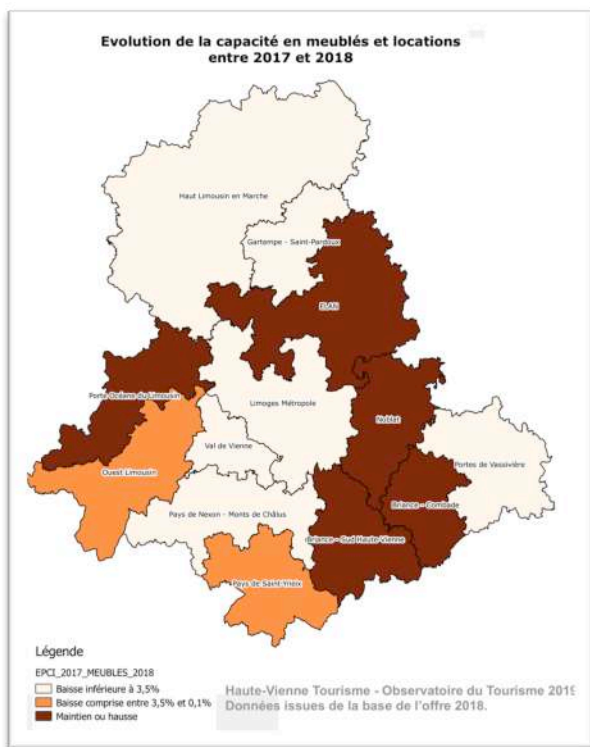 Evolution de la capacité en meublés et locations
entre 2017 et 2018
Haut Limousin en Marche
Gartempe - Saint-Pardoux
ELAN
Porte Océane du Limousin
Limoges Métropole
Noblat
Val de Vienne
Ouest Limousin
Portes de Vassivière
Briance - Combade
Pays de Nexon - Monts de Châlus
Briance - Sud Haute-Vienne
Pays de Saint-Yrieix
Légende
EPCI_2017_MEUBLES_2018
Baisse inférieure à 3,5%
Baisse comprise entre 3,5% et 0,1%
Maintien ou hausse
Haute-Vienne Tourisme - Observatoire du Tourisme 2019
Données issues de la base de l'offre 2018.